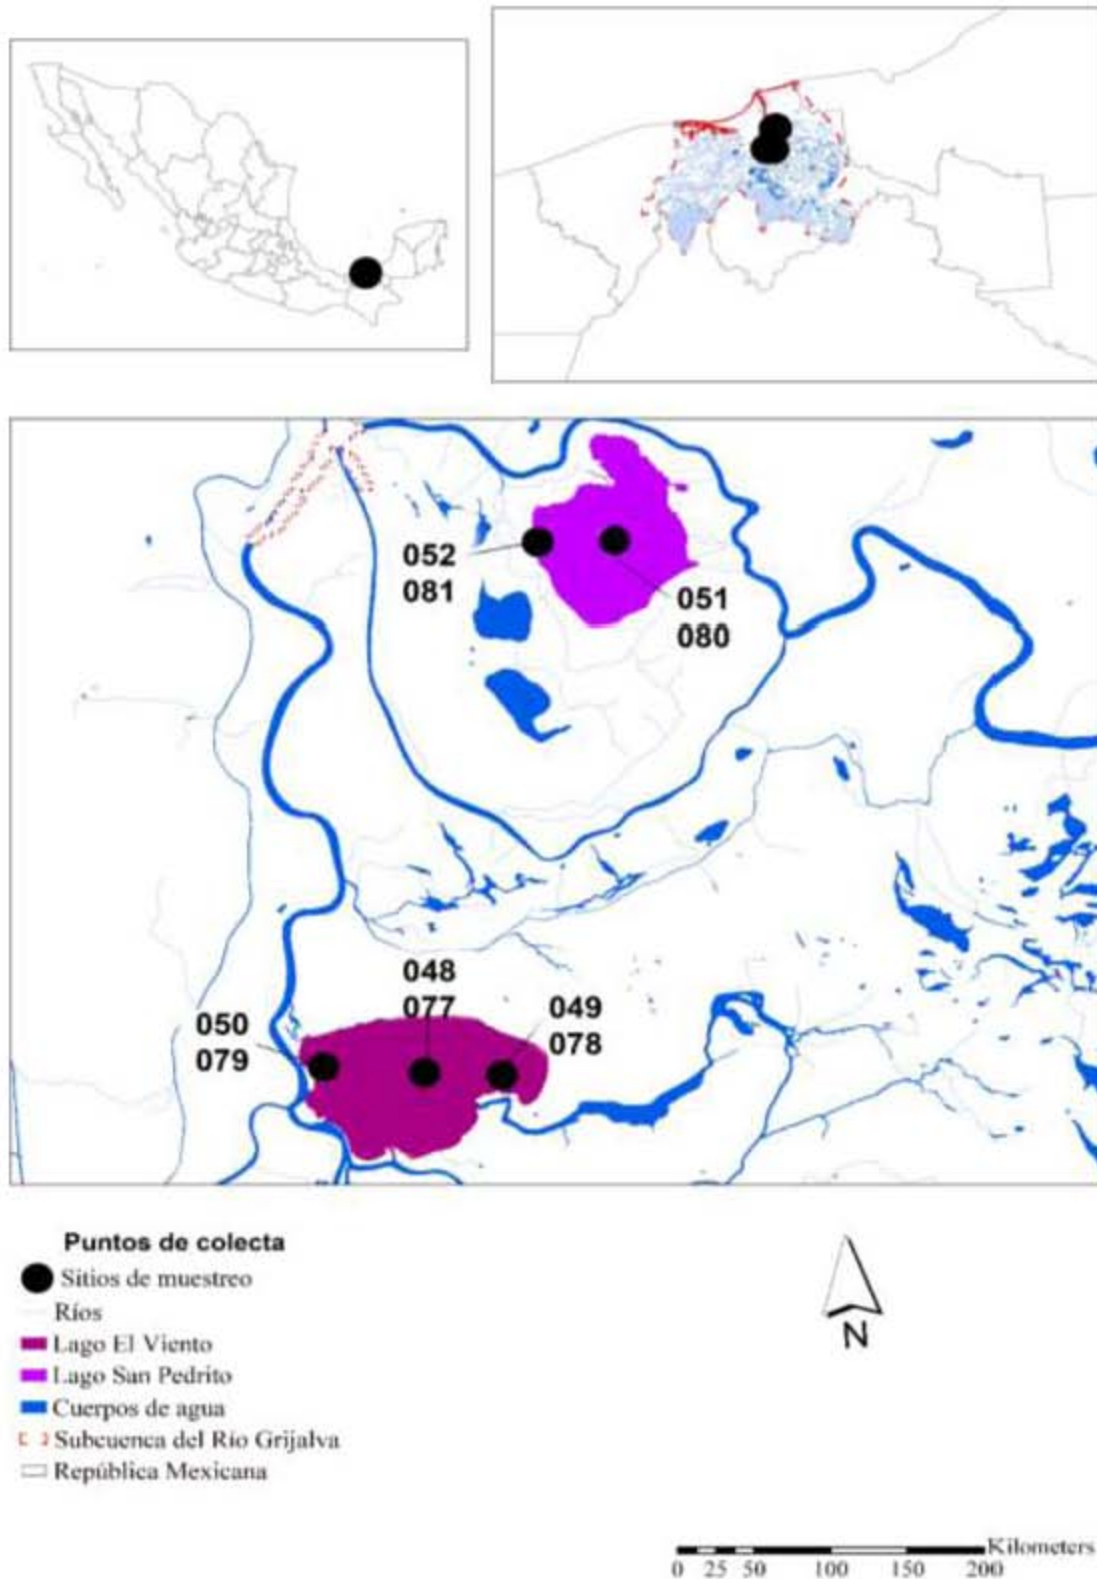 052
081
051
080
048
077
049
078
050
079
Puntos de colecta
Sitios de muestreo
Ríos
Lago El Viento
Lago San Pedrito
Cuerpos de agua
Subcuenca del Río Grijalva
República Mexicana
N
Kilometers
0 25 50 100 150 200